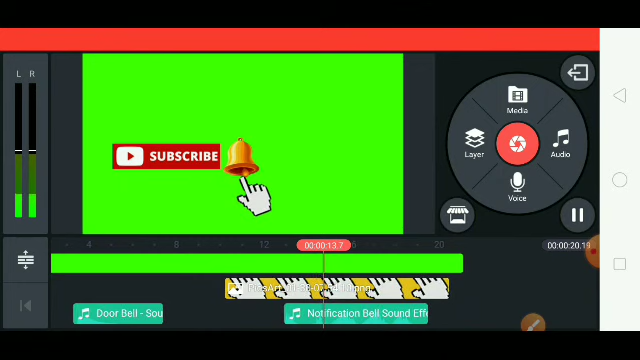 L R
Media
Layer
Audio
Voice
SUBSCRIBE
4 8 12 20
00:00:13.7
00:00:20.19
Door Bell - Sou
Notification Bell Sound Effe